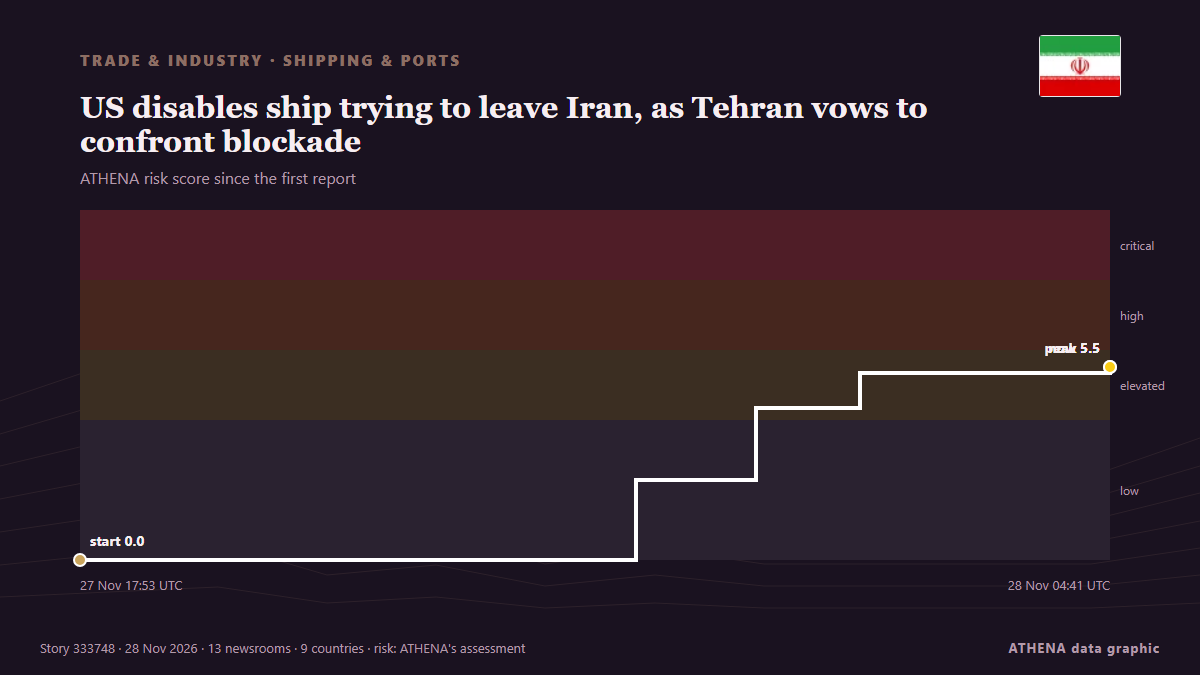 TRADE & INDUSTRY · SHIPPING & PORTS
US disables ship trying to leave Iran, as Tehran vows to
confront blockade
ATHENA risk score since the first report
critical
high
5.5
elevated
low
start 0.0
27 Nov 17:53 UTC
28 Nov 04:41 UTC
Story 333748 · 28 Nov 2026 · 13 newsrooms · 9 countries · risk: ATHENA's assessment
ATHENA data graphic